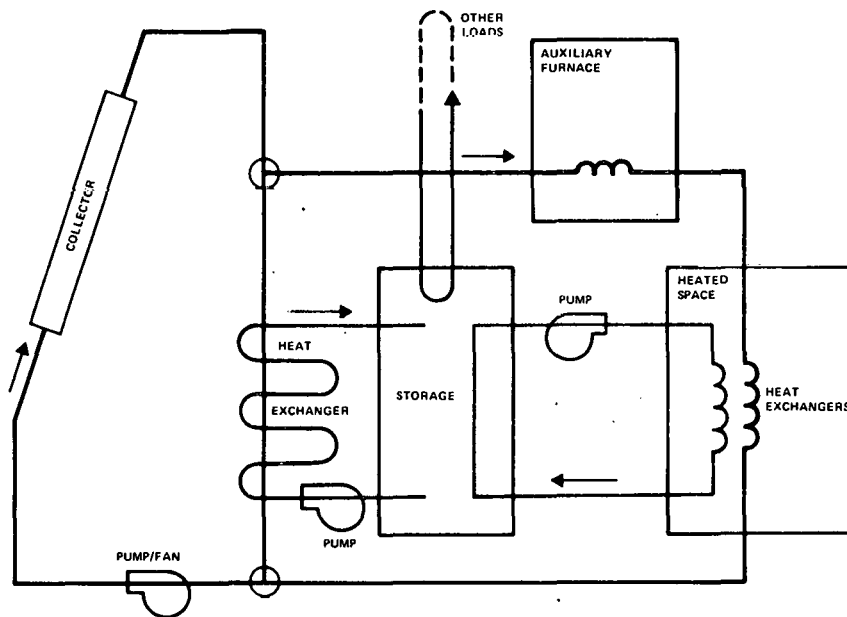 OTHER
LOADS
AUXILIARY
FURNACE
COLLECTOR
HEATED
SPACE
PUMP
HEAT
EXCHANGER
STORAGE
HEAT
EXCHANGERS
PUMP
PUMP/FAN